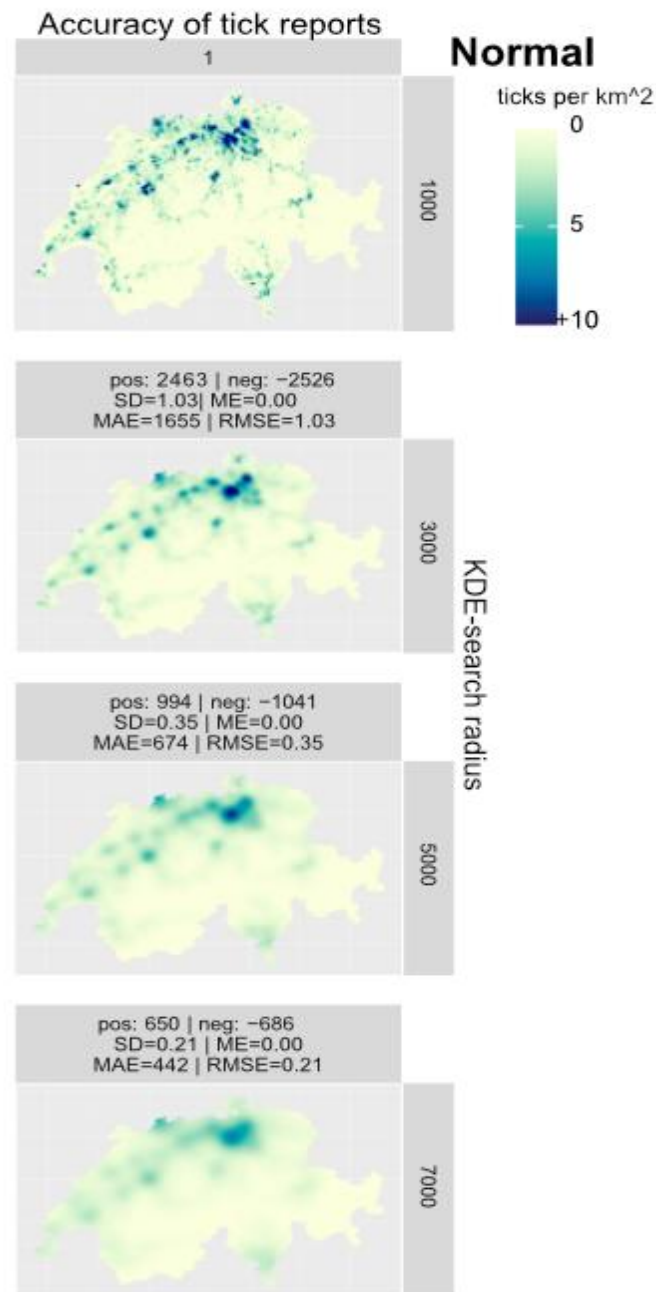 Accuracy of tick reports
1
Normal
ticks per km^2
0
5
+10
1000
pos: 2463 | neg: −2526
SD=1.03| ME=0.00
MAE=1655 | RMSE=1.03
3000
KDE-search radius
pos: 994 | neg: −1041
SD=0.35 | ME=0.00
MAE=674 | RMSE=0.35
5000
pos: 650 | neg: −686
SD=0.21 | ME=0.00
MAE=442 | RMSE=0.21
7000